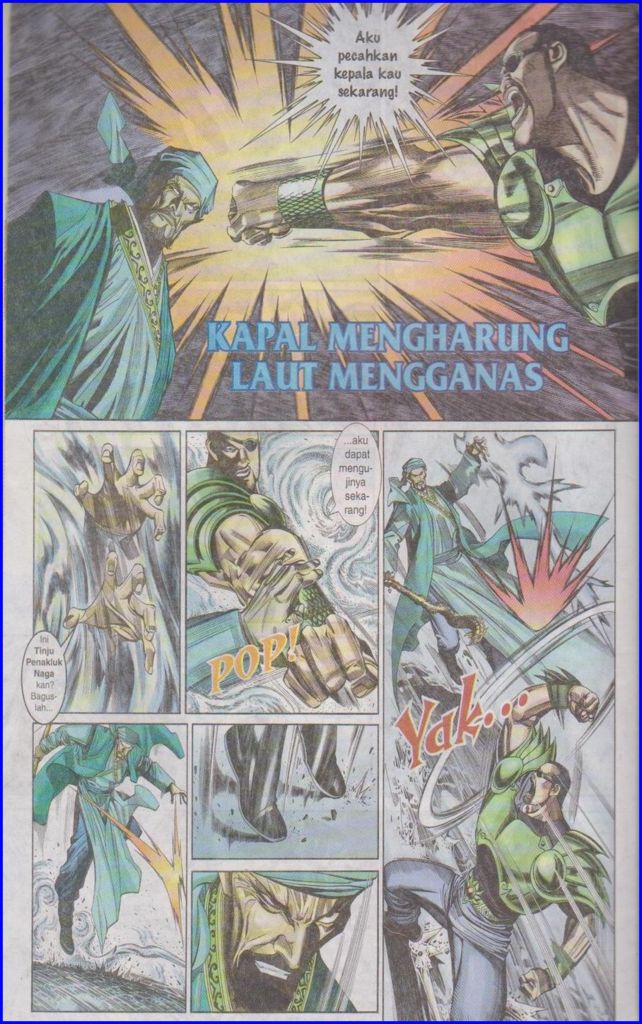 Aku
pecahkan
kepala kau
sekarang!
KAPAL MENGHARUNG
LAUT MENGGANAS
Ini
Tinju
Penakluk
Naga
kan?
Bagus-
lah...
...aku
dapat
mengu-
jinya
seka-
rang!
POP!
Yak...